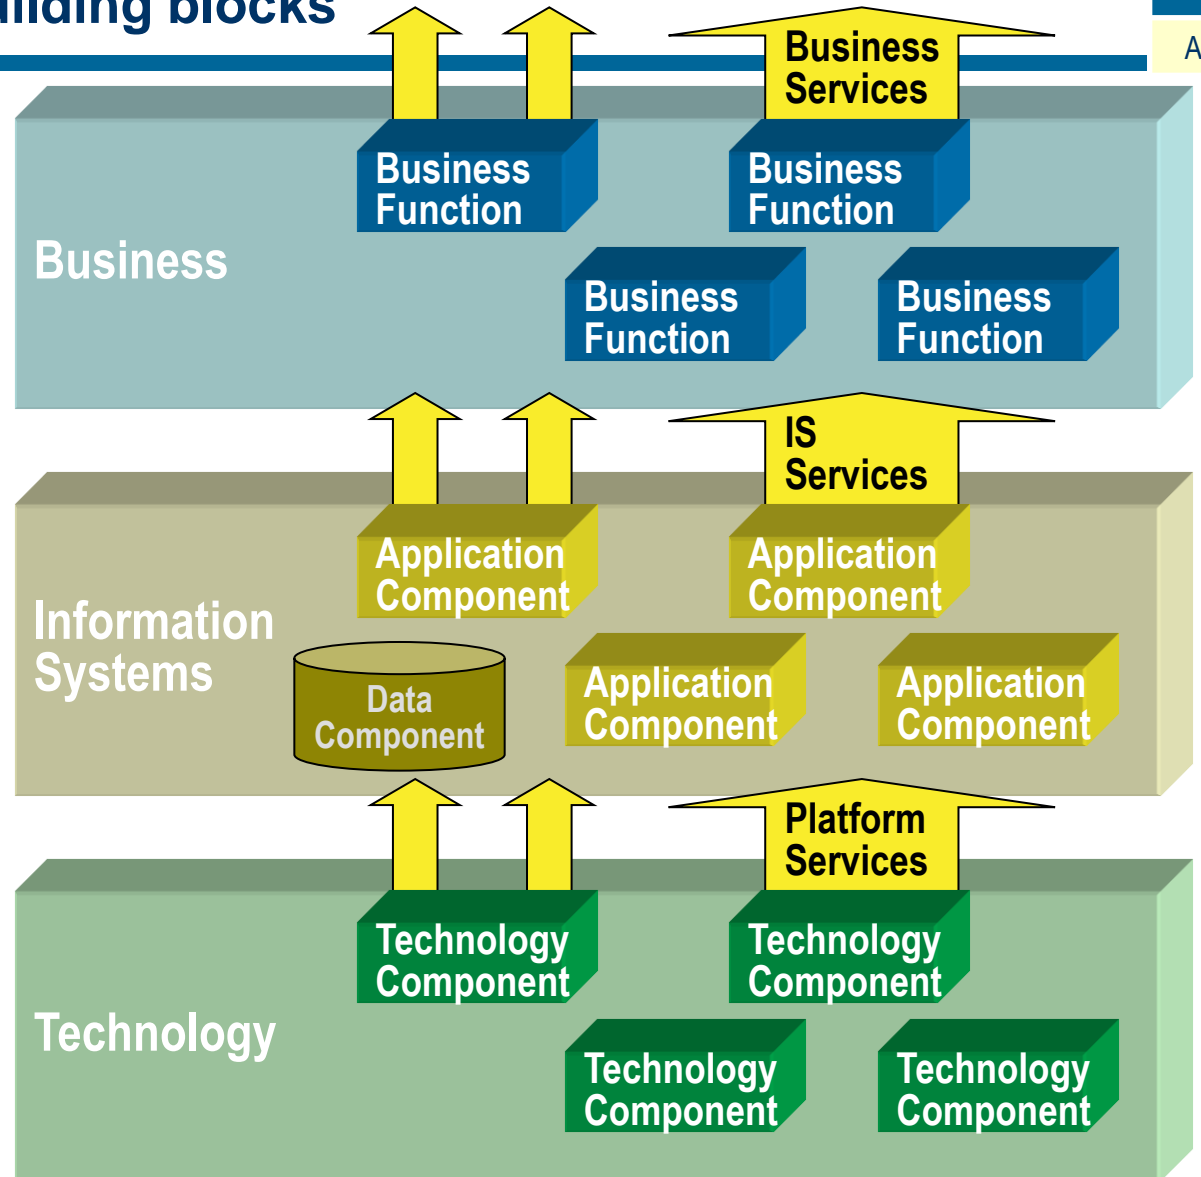 uilding blocks
A
Business
Services
Business
Function
Business
Function
Business
Business
Function
Business
Function
IS
Services
Application
Component
Application
Component
Information
Systems
Data
Component
Application
Component
Application
Component
Platform
Services
Technology
Component
Technology
Component
Technology
Technology
Component
Technology
Component